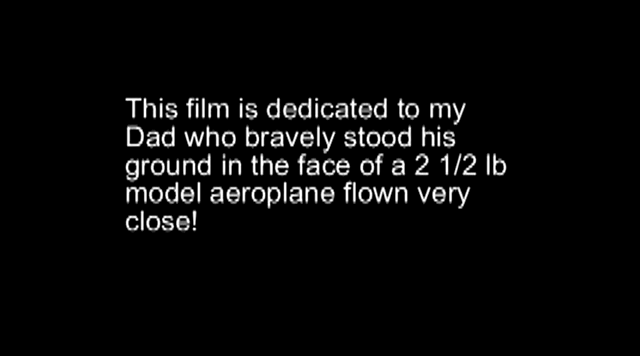 This film is dedicated to my
Dad who bravely stood his
ground in the face of a 2 1/2 lb
model aeroplane flown very
close!